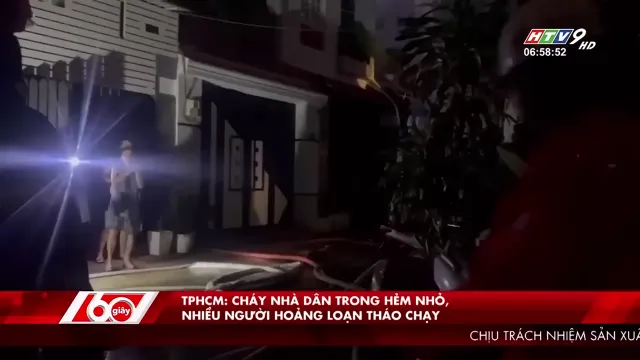 HTV9 HD
06:58:52
60 giây
TPHCM: CHÁY NHÀ DÂN TRONG HẺM NHỎ,
NHIỀU NGƯỜI HOẢNG LOẠN THÁO CHẠY
CHỊU TRÁCH NHIỆM SẢN XUẤ